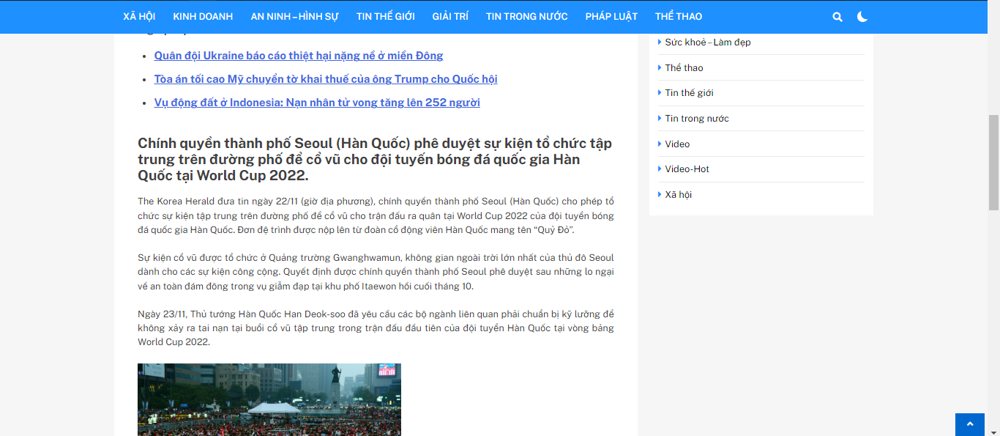 XÃ HỘI KINH DOANH AN NINH – HÌNH SỰ TIN THẾ GIỚI GIẢI TRÍ TIN TRONG NƯỚC PHÁP LUẬT THỂ THAO
Quân đội Ukraine báo cáo thiệt hại nặng nề ở miền Đông
Tòa án tối cao Mỹ chuyển tờ khai thuế của ông Trump cho Quốc hội
Vụ động đất ở Indonesia: Nạn nhân tử vong tăng lên 252 người
Chính quyền thành phố Seoul (Hàn Quốc) phê duyệt sự kiện tổ chức tập
trung trên đường phố để cổ vũ cho đội tuyển bóng đá quốc gia Hàn
Quốc tại World Cup 2022.
The Korea Herald đưa tin ngày 22/11 (giờ địa phương), chính quyền thành phố Seoul (Hàn Quốc) cho phép tổ
chức sự kiện tập trung trên đường phố để cổ vũ cho trận đấu ra quân tại World Cup 2022 của đội tuyển bóng
đá quốc gia Hàn Quốc. Đơn đệ trình được nộp lên từ đoàn cổ động viên Hàn Quốc mang tên “Quỷ Đỏ”.
Sự kiện cổ vũ được tổ chức ở Quảng trường Gwanghwamun, không gian ngoài trời lớn nhất của thủ đô Seoul
dành cho các sự kiện công cộng. Quyết định được chính quyền thành phố Seoul phê duyệt sau những lo ngại
về an toàn đám đông trong vụ giẫm đạp tại khu phố Itaewon hồi cuối tháng 10.
Ngày 23/11, Thủ tướng Hàn Quốc Han Deok-soo đã yêu cầu các bộ ngành liên quan phải chuẩn bị kỹ lưỡng để
không xảy ra tai nạn tại buổi cổ vũ tập trung trong trận đấu đầu tiên của đội tuyển Hàn Quốc tại vòng bảng
World Cup 2022.
Sức khoẻ – Làm đẹp
Thể thao
Tin thế giới
Tin trong nước
Video
Video-Hot
Xã hội